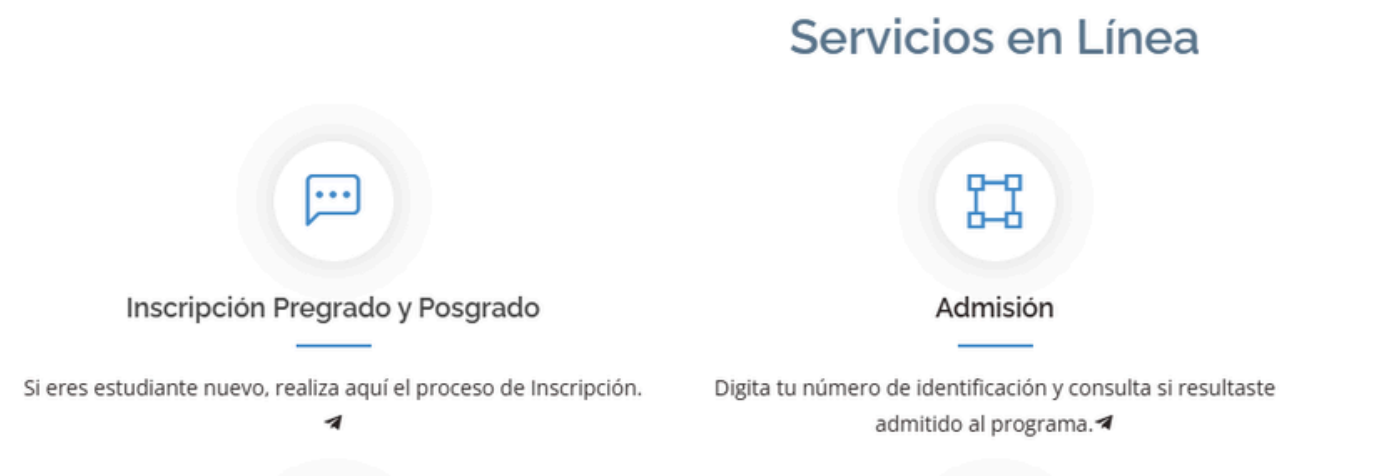 Servicios en Línea
Inscripción Pregrado y Posgrado
Si eres estudiante nuevo, realiza aquí el proceso de Inscripción.
Admisión
Digita tu número de identificación y consulta si resultaste
admitido al programa.